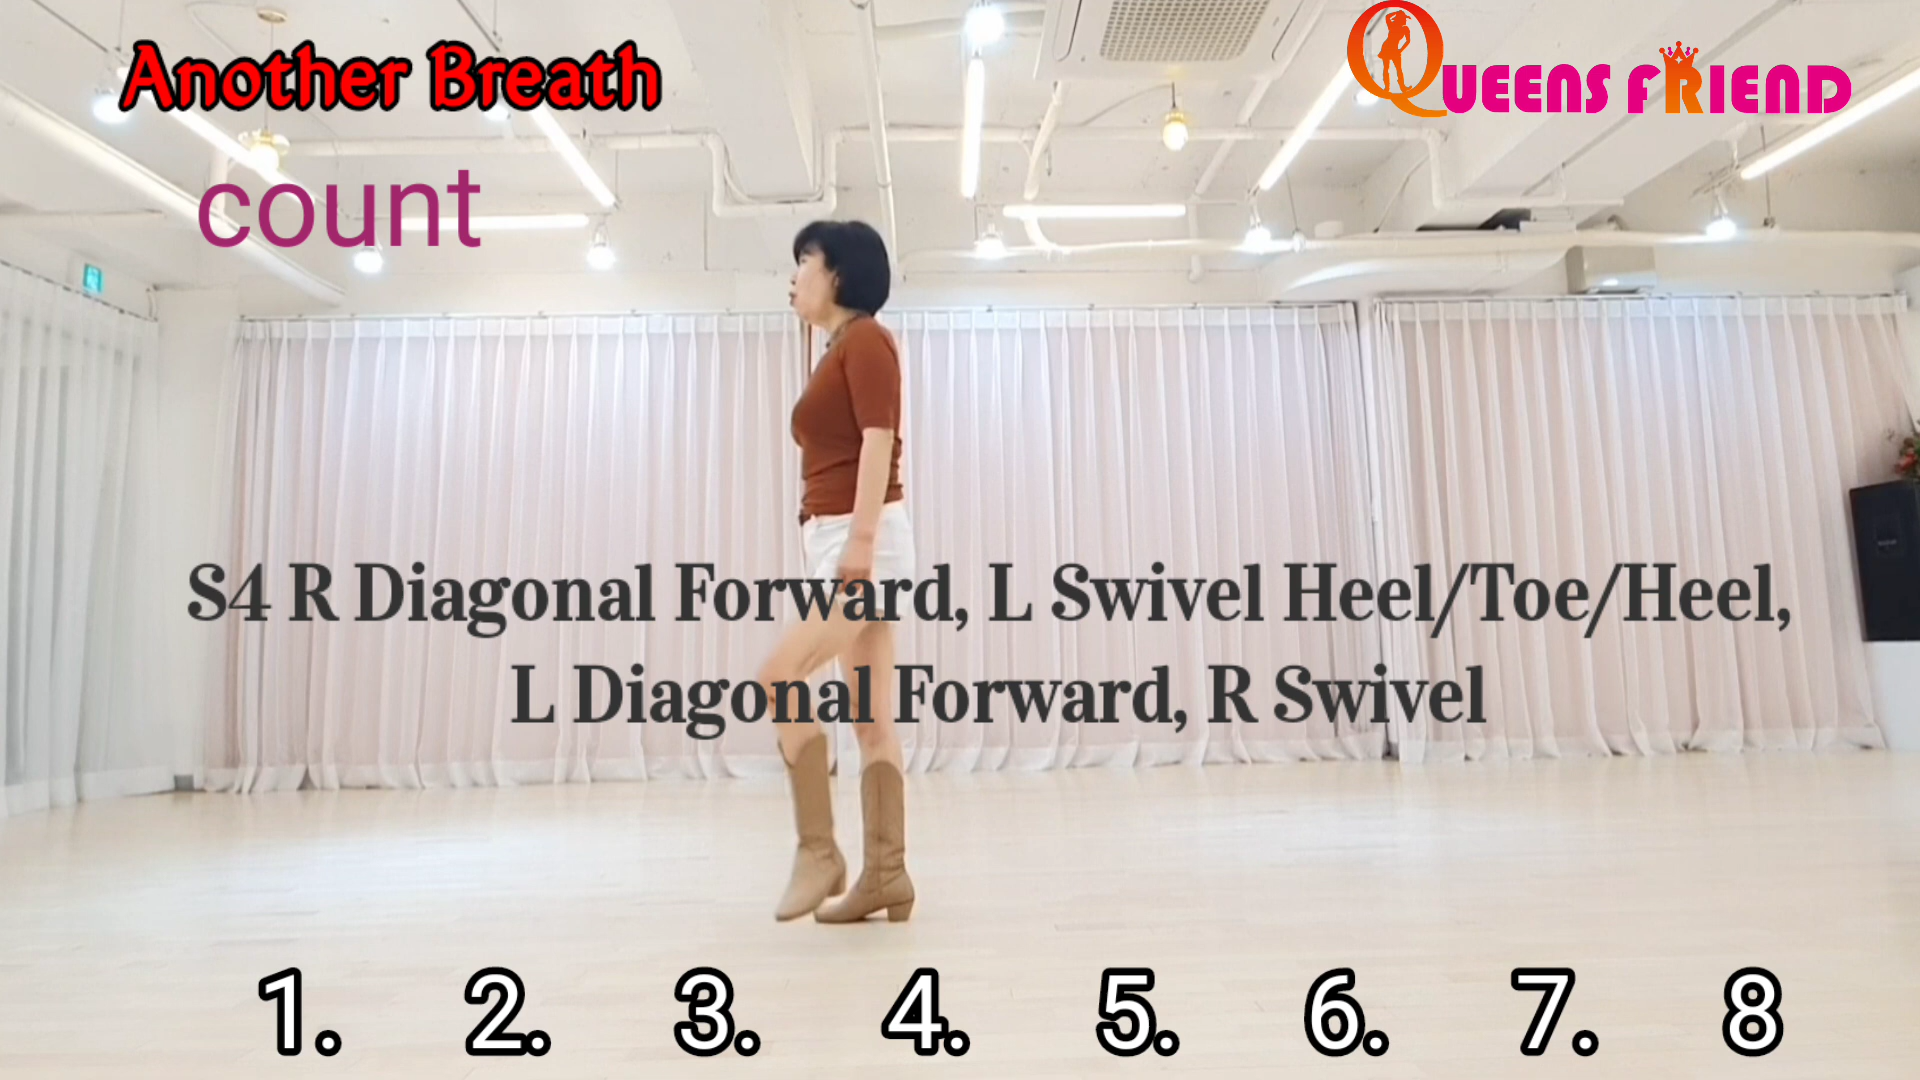 Another Breath
QUEENS FRIEND
count
S4 R Diagonal Forward, L Swivel Heel/Toe/Heel,
L Diagonal Forward, R Swivel
1. 2. 3. 4. 5. 6. 7. 8